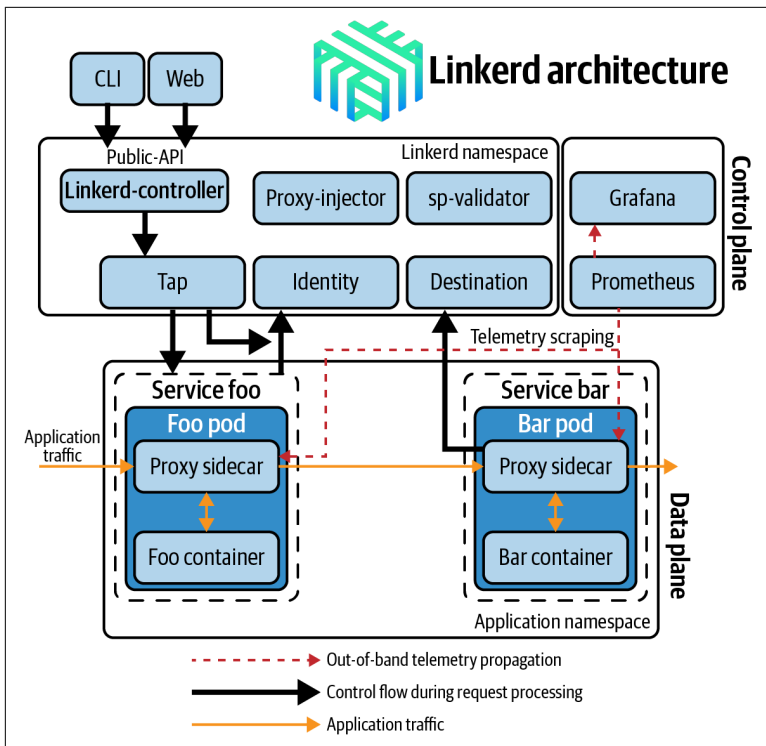 Linkerd architecture
CLI
Web
Public-API
Linkerd namespace
Linkerd-controller
Proxy-injector
sp-validator
Grafana
Control plane
Tap
Identity
Destination
Prometheus
Telemetry scraping
Service foo
Service bar
Foo pod
Bar pod
Application
traffic
Proxy sidecar
Proxy sidecar
Data plane
Foo container
Bar container
Application namespace
Out-of-band telemetry propagation
Control flow during request processing
Application traffic